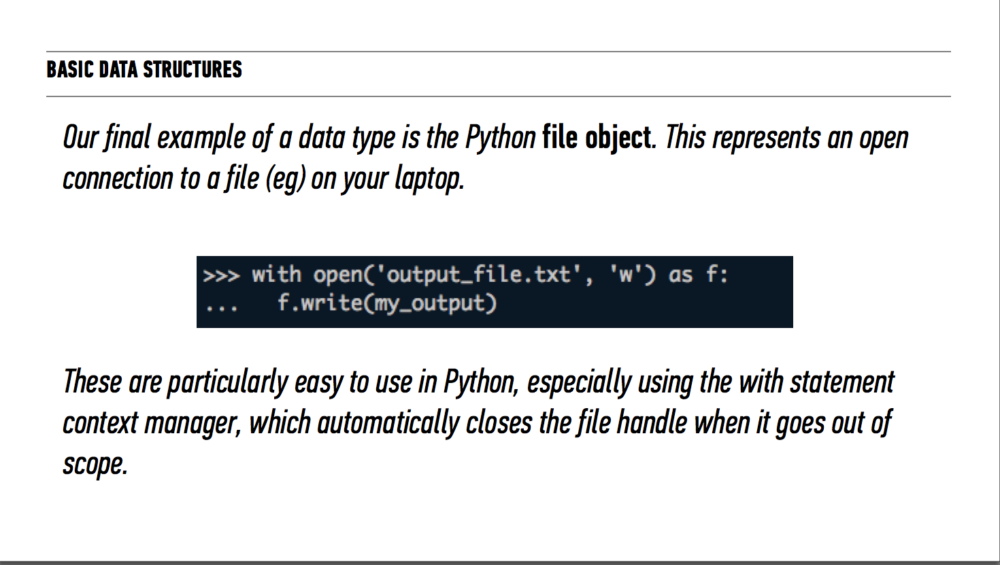 BASIC DATA STRUCTURES
Our final example of a data type is the Python file object. This represents an open
connection to a file (eg) on your laptop.
>>> with open('output_file.txt', 'w') as f:
...   f.write(my_output)
These are particularly easy to use in Python, especially using the with statement
context manager, which automatically closes the file handle when it goes out of
scope.